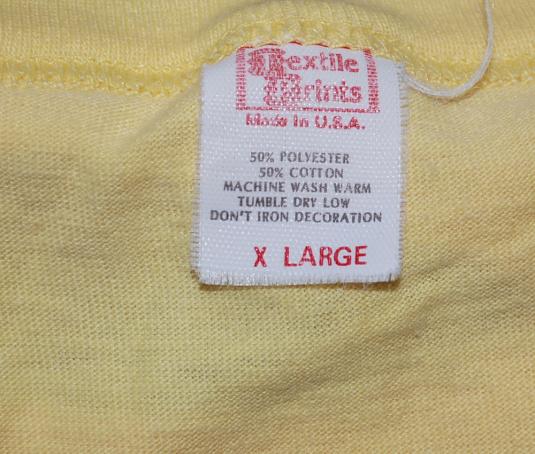 Textile
Prints
Made In U.S.A.
50% POLYESTER
50% COTTON
MACHINE WASH WARM
TUMBLE DRY LOW
DON'T IRON DECORATION
X LARGE